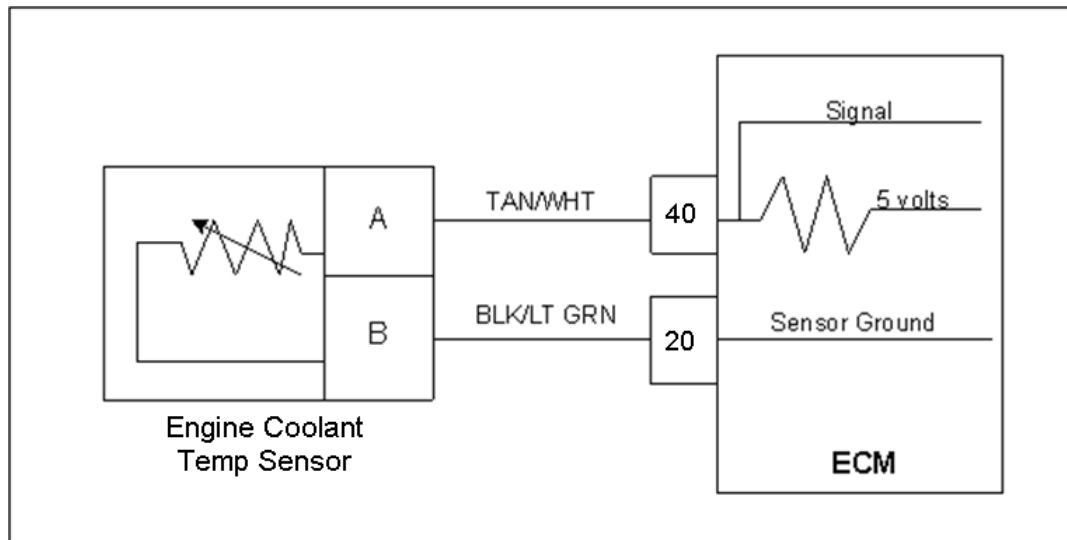 Signal
A
TAN/WHT
40
5 volts
B
BLK/LT GRN
20
Sensor Ground
Engine Coolant
Temp Sensor
ECM